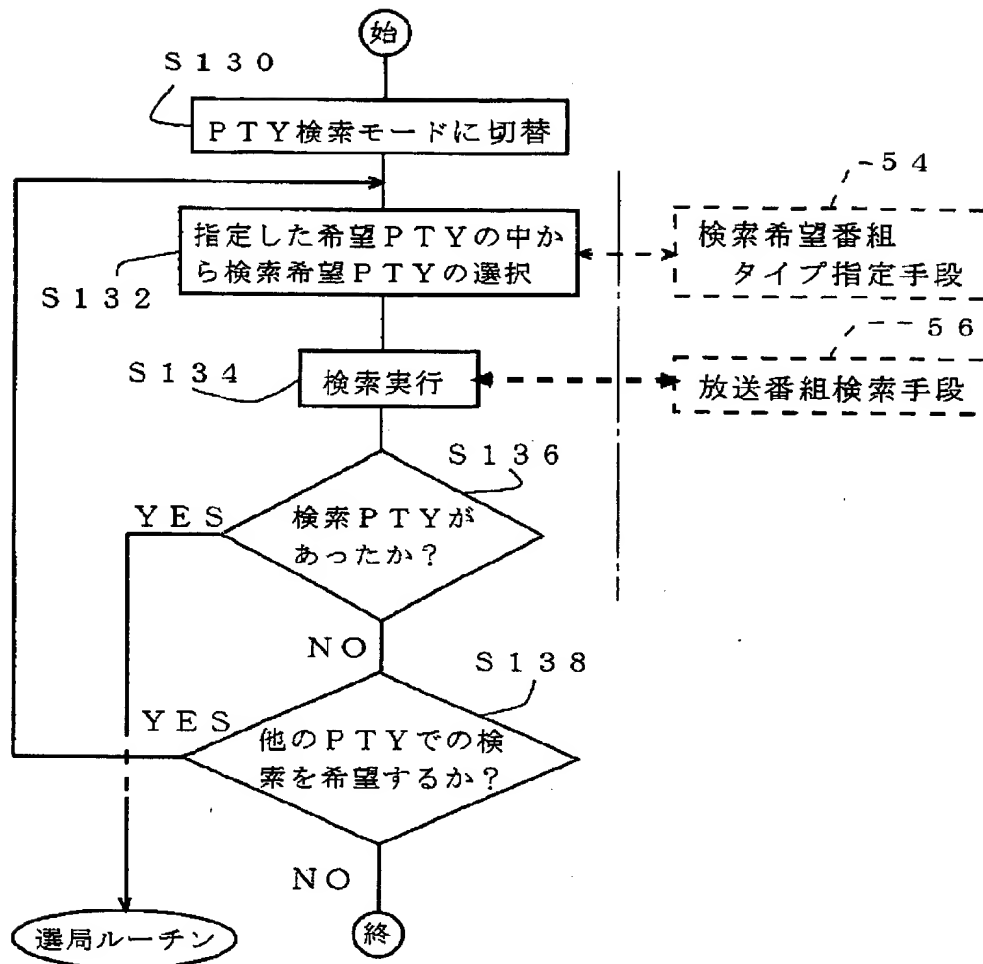 始
S130
PTY検索モードに切替
54
指定した希望PTYの中か
ら検索希望PTYの選択
検索希望番組
タイプ指定手段
S132
56
S134
検索実行
放送番組検索手段
S136
YES
検索PTYが
あったか?
NO
S138
YES
他のPTYでの検
索を希望するか?
NO
選局ルーチン
終